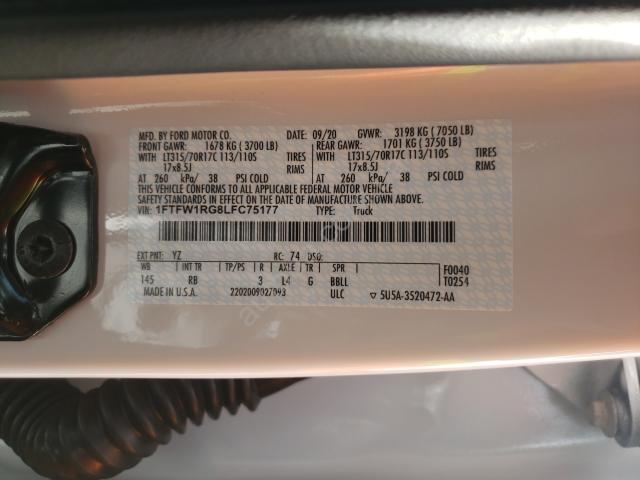 MFD. BY FORD MOTOR CO. 09/20 GVWR: 3198 KG ( 7050 LB)
FRONT GAWR: 1678 KG ( 3700 LB) REAR GAWR: 1701 KG ( 3750 LB)
WITH LT315/70R17C 113/110S TIRES WITH LT315/70R17C 113/110S TIRES
17x8.5J RIMS 17x8.5J RIMS
AT 260 kPa/ 38 PSI COLD AT 260 kPa/ 38 PSI COLD
THIS VEHICLE CONFORMS TO ALL APPLICABLE FEDERAL MOTOR VEHICLE
SAFETY STANDARDS IN EFFECT ON THE DATE OF MANUFACTURE SHOWN ABOVE.
VIN: 1FTFW1RG8LFC75177 TYPE: Truck
EXT PNT: YZ RC: 74 DSO: F0040
WB INT TR TP/PS R AXLE TR SPR T0254
145 RB 3 L4 G BBLL
MADE IN U.S.A. 2202009027093 ULC 5U5A-3520472-AA